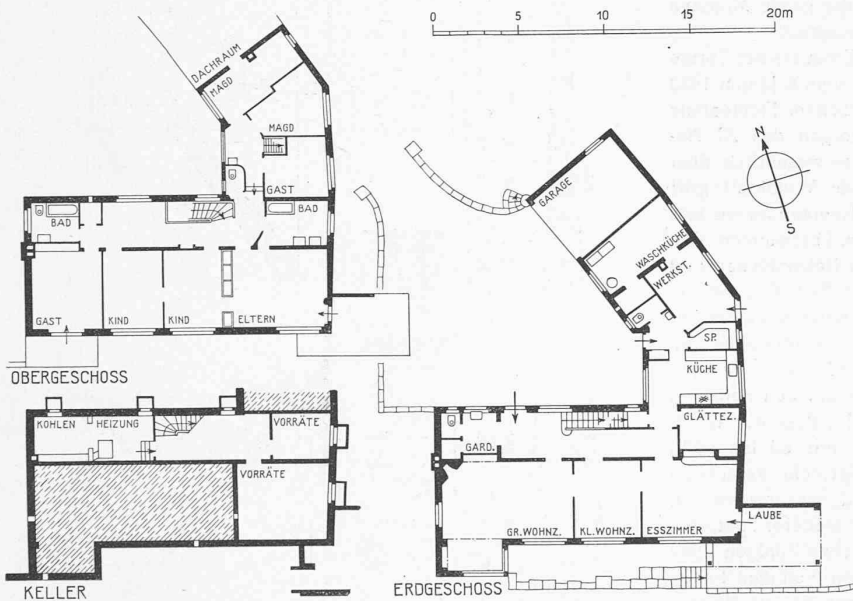 0 5 10 15 20m
DACHRAUM
MAGD
MAGD
GAST
BAD
BAD
GAST
KIND
KIND
ELTERN
OBERGESCHOSS
KOHLEN
HEIZUNG
VORRÄTE
VORRÄTE
KELLER
N
S
GARAGE
WASCHKÜCHE
WERKST.
SP.
KÜCHE
GLÄTTEZ.
GARD.
GR.WOHNZ.
KL.WOHNZ.
ESSZIMMER
LAUBE
ERDGESCHOSS